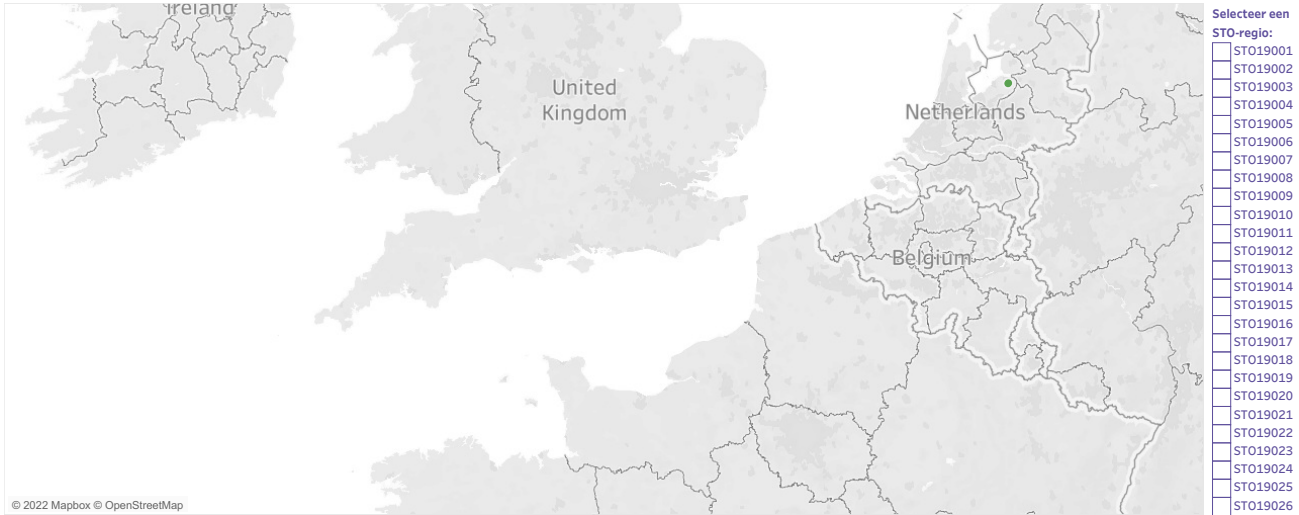 Ireland
United
Kingdom
Netherlands
Belgium
© 2022 Mapbox © OpenStreetMap
Selecteer een
STO-regio:
STO19001
STO19002
STO19003
STO19004
STO19005
STO19006
STO19007
STO19008
STO19009
STO19010
STO19011
STO19012
STO19013
STO19014
STO19015
STO19016
STO19017
STO19018
STO19019
STO19020
STO19021
STO19022
STO19023
STO19024
STO19025
STO19026